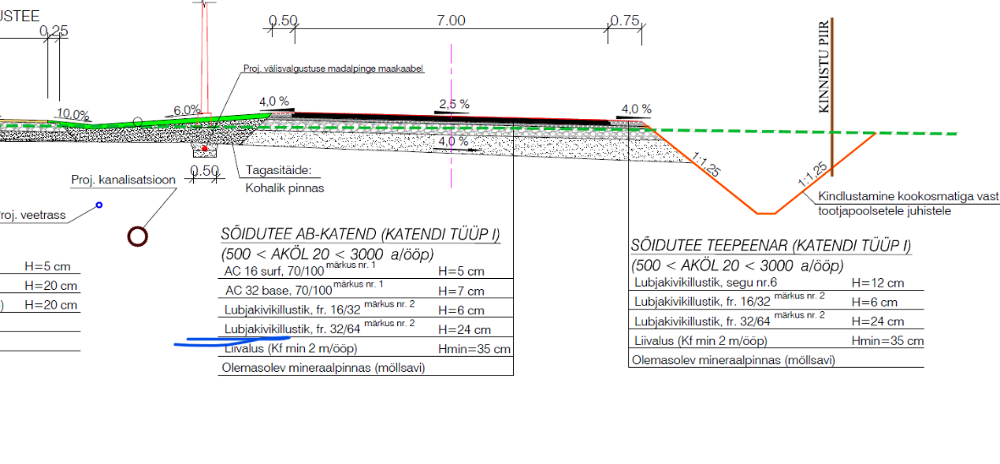 USTEE
0,25
0.50
7.00
0.75
KINNISTU PIIR
Proj. välisvalgustuse madalpinge maakaabel
10,0%
6,0%
4,0 %
2,5 %
4,0 %
4,0 %
1:1,25
1:1,25
0.50
Tagasitäide:
Kohalik pinnas
Proj. kanalisatsioon
Proj. veetrass
Kindlustamine kookosmatiga vast
tootjapoolsetele juhistele
H=5 cm
H=20 cm
) H=20 cm
SÕIDUTEE AB-KATEND (KATENDI TÜÜP I)
(500 < AKÖL 20 < 3000 a/ööp)
AC 16 surf, 70/100 märkus nr. 1 H=5 cm
AC 32 base, 70/100 märkus nr. 1 H=7 cm
Lubjakivikillustik, fr. 16/32 märkus nr. 2 H=6 cm
Lubjakivikillustik, fr. 32/64 märkus nr. 2 H=24 cm
Liivalus (Kf min 2 m/ööp) Hmin=35 cm
Olemasolev mineraalpinnas (möllsavi)
SÕIDUTEE TEEPEENAR (KATENDI TÜÜP I)
(500 < AKÖL 20 < 3000 a/ööp)
Lubjakivikillustik, segu nr.6 H=12 cm
Lubjakivikillustik, fr. 16/32 märkus nr. 2 H=6 cm
Lubjakivikillustik, fr. 32/64 märkus nr. 2 H=24 cm
Liivalus (Kf min 2 m/ööp) Hmin=35 cm
Olemasolev mineraalpinnas (möllsavi)